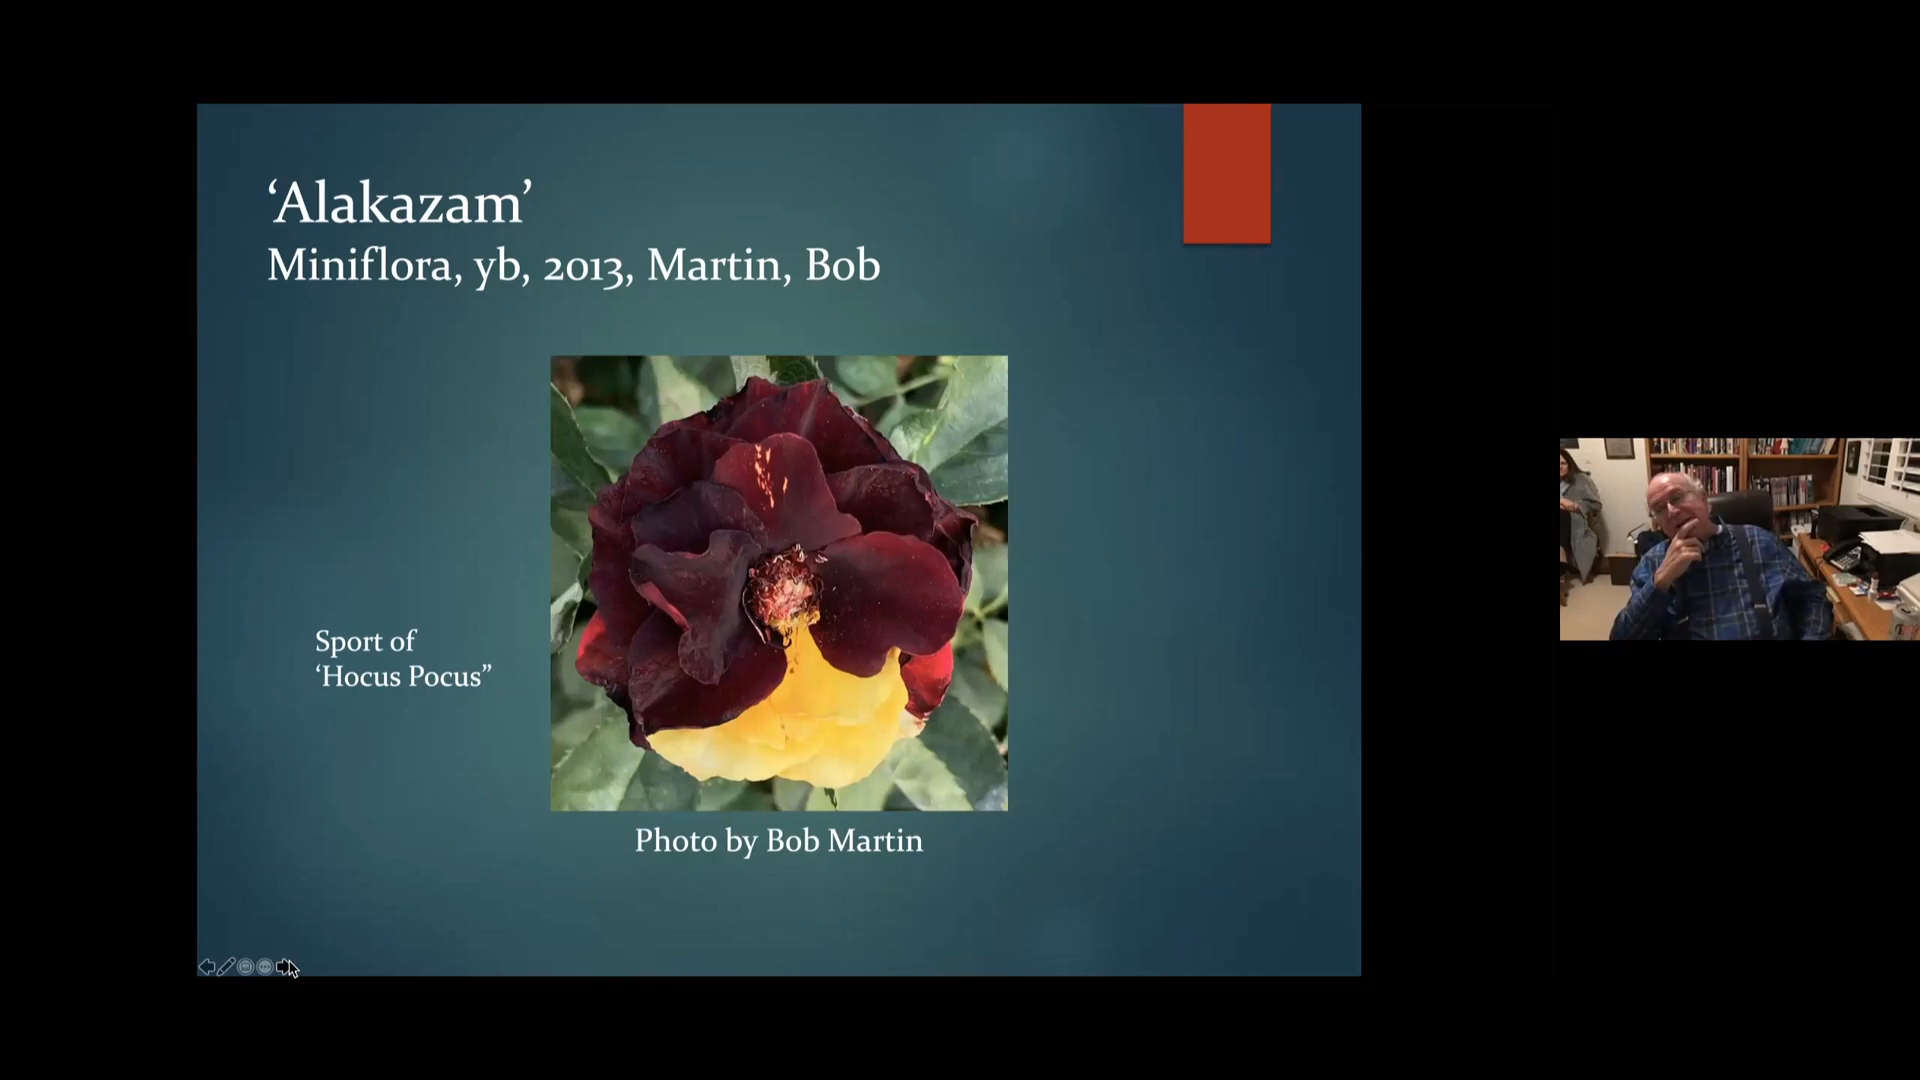 ‘Alakazam’
Miniflora, yb, 2013, Martin, Bob
Sport of
‘Hocus Pocus”
Photo by Bob Martin